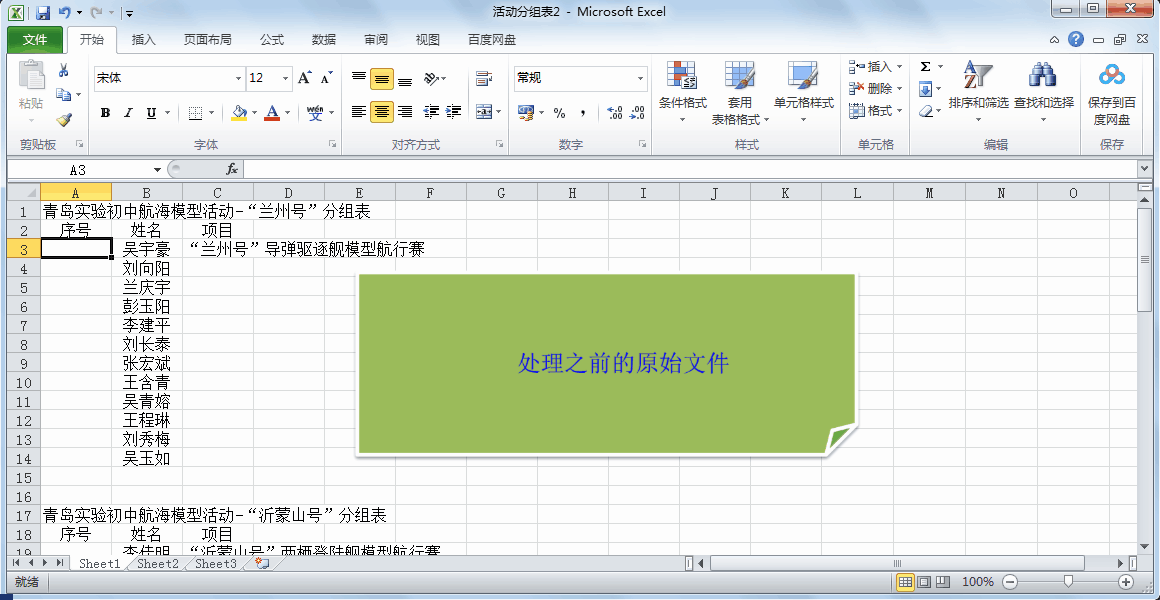 活动分组表2 - Microsoft Excel
文件 开始 插入 页面布局 公式 数据 审阅 视图 百度网盘
宋体 12 常规
粘贴 条件格式 套用 表格格式 单元格样式 插入 删除 格式 排序和筛选 查找和选择 保存到百度网盘
剪贴板 字体 对齐方式 数字 样式 单元格 编辑 保存
A3 fx
A B C D E F G H I J K L M N O
1 青岛实验初中航海模型活动-“兰州号”分组表
2 序号 姓名 项目
3 吴宇豪 “兰州号”导弹驱逐舰模型航行赛
4 刘向阳
5 兰庆宇
6 彭玉阳
7 李建平
8 刘长泰
9 张宏斌
10 王含青
11 吴青嫆
12 王程琳
13 刘秀梅
14 吴玉如
15
16
17 青岛实验初中航海模型活动-“沂蒙山号”分组表
18 序号 姓名 项目
19 李佳明 “沂蒙山号”两栖登陆舰模型航行赛
处理之前的原始文件
Sheet1 Sheet2 Sheet3
就绪 100%